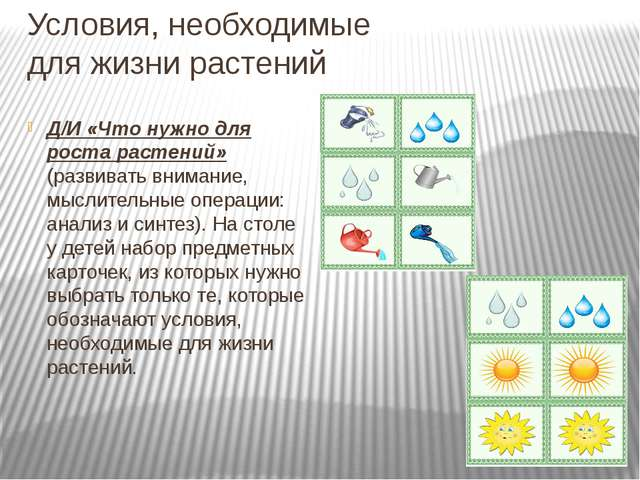 Условия, необходимые
для жизни растений
Д/И «Что нужно для
роста растений»
(развивать внимание,
мыслительные операции:
анализ и синтез). На столе
у детей набор предметных
карточек, из которых нужно
выбрать только те, которые
обозначают условия,
необходимые для жизни
растений.